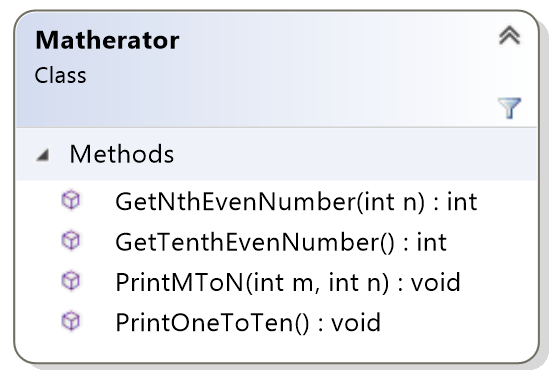 Matherator
Class
Methods
GetNthEvenNumber(int n) : int
GetTenthEvenNumber() : int
PrintMToN(int m, int n) : void
PrintOneToTen() : void